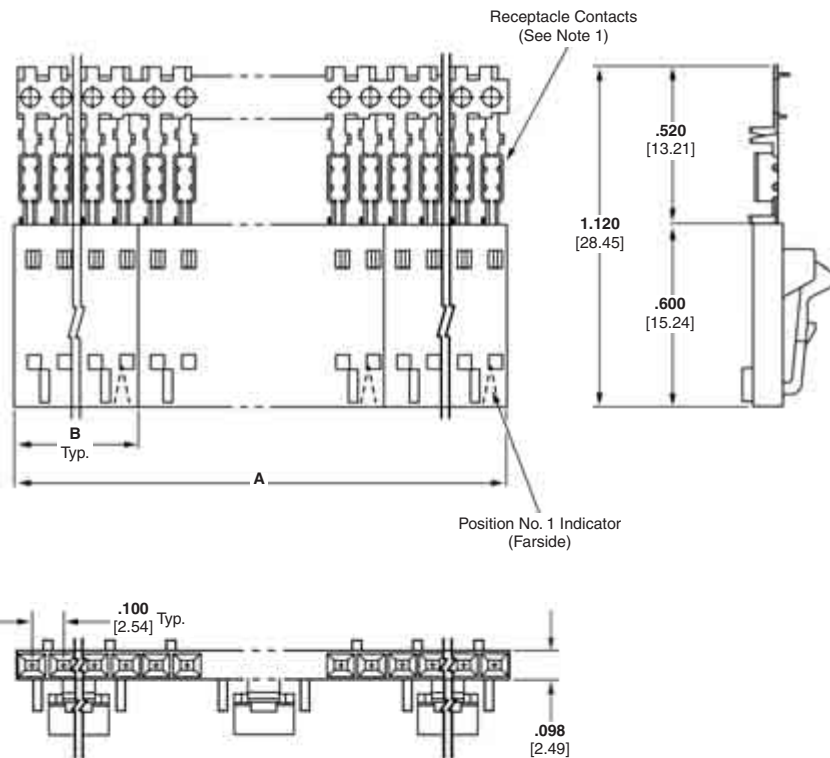 Receptacle Contacts
(See Note 1)
.520
[13.21]
1.120
[28.45]
.600
[15.24]
B
Typ.
A
Position No. 1 Indicator
(Farside)
.100
[2.54]
Typ.
.098
[2.49]